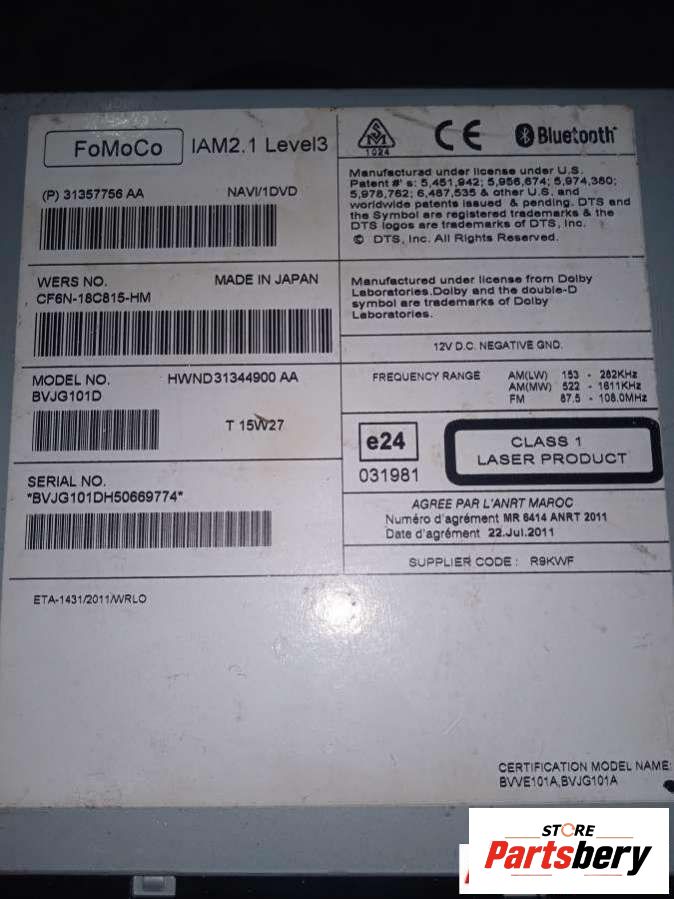 FoMoCo
IAM2.1 Level3
(P) 31357756 AA
NAVI/1DVD
WERS NO.
MADE IN JAPAN
CF6N-18C815-HM
MODEL NO.
HWND31344900 AA
BVJG101D
T 15W27
SERIAL NO.
*BVJG101DH50669774*
ETA-1431/2011/WRLO
SM
1024
CE
Bluetooth
Manufacturad under license under U.S.
Patent #' s: 5,451,942; 5,956,674; 5,974,380;
5,978,762; 6,487,535 & other U.S. and
worldwide patents issued & pending. DTS and
the Symbol are registered trademarks & the
DTS logos are trademarks of DTS, Inc.
© DTS, Inc. All Rights Reserved.
Manufactured under license from Dolby
Laboratories.Dolby and the double-D
symbol are trademarks of Dolby
Laboratories.
12V D.C. NEGATIVE GND.
FREQUENCY RANGE
AM(LW) 153 - 282KHz
AM(MW) 522 - 1611KHz
FM 87.5 - 108.0MHz
e24
031981
CLASS 1
LASER PRODUCT
AGREE PAR L'ANRT MAROC
Numéro d'agrément MR 6414 ANRT 2011
Date d'agrément 22.Jul.2011
SUPPLIER CODE : R9KWF
CERTIFICATION MODEL NAME:
BVVE101A,BVJG101A
STORE
Partsbery